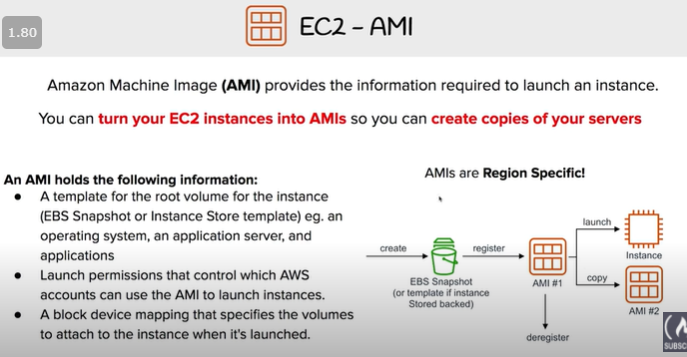 1.80
EC2 – AMI
Amazon Machine Image (AMI) provides the information required to launch an instance.
You can turn your EC2 instances into AMIs so you can create copies of your servers
An AMI holds the following information:
● A template for the root volume for the instance
(EBS Snapshot or Instance Store template) eg. an
operating system, an application server, and
applications
● Launch permissions that control which AWS
accounts can use the AMI to launch instances.
● A block device mapping that specifies the volumes
to attach to the instance when it's launched.
AMIs are Region Specific!
create
EBS Snapshot
(or template if instance
Stored backed)
register
AMI #1
deregister
launch
Instance
copy
AMI #2
SUBSC